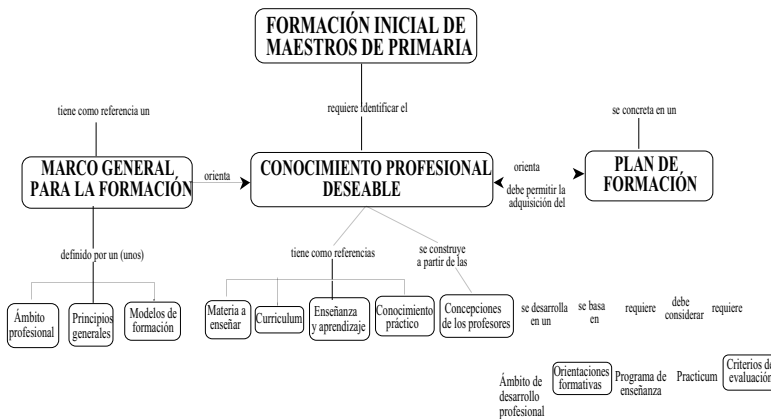 FORMACIÓN INICIAL DE
MAESTROS DE PRIMARIA
tiene como referencia un
requiere identificar el
se concreta en un
MARCO GENERAL
PARA LA FORMACIÓN
orienta
CONOCIMIENTO PROFESIONAL
DESEABLE
orienta
debe permitir la
adquisición del
PLAN DE
FORMACIÓN
definido por un (unos)
tiene como referencias
se construye
a partir de las
Ámbito
profesional
Principios
generales
Modelos de
formación
Materia a
enseñar
Curriculum
Enseñanza
y aprendizaje
Conocimiento
práctico
Concepciones
de los profesores
se desarrolla
en un
se basa
en
requiere
debe
considerar
requiere
Ámbito de
desarrollo
profesional
Orientaciones
formativas
Programa de
enseñanza
Practicum
Criterios de
evaluación